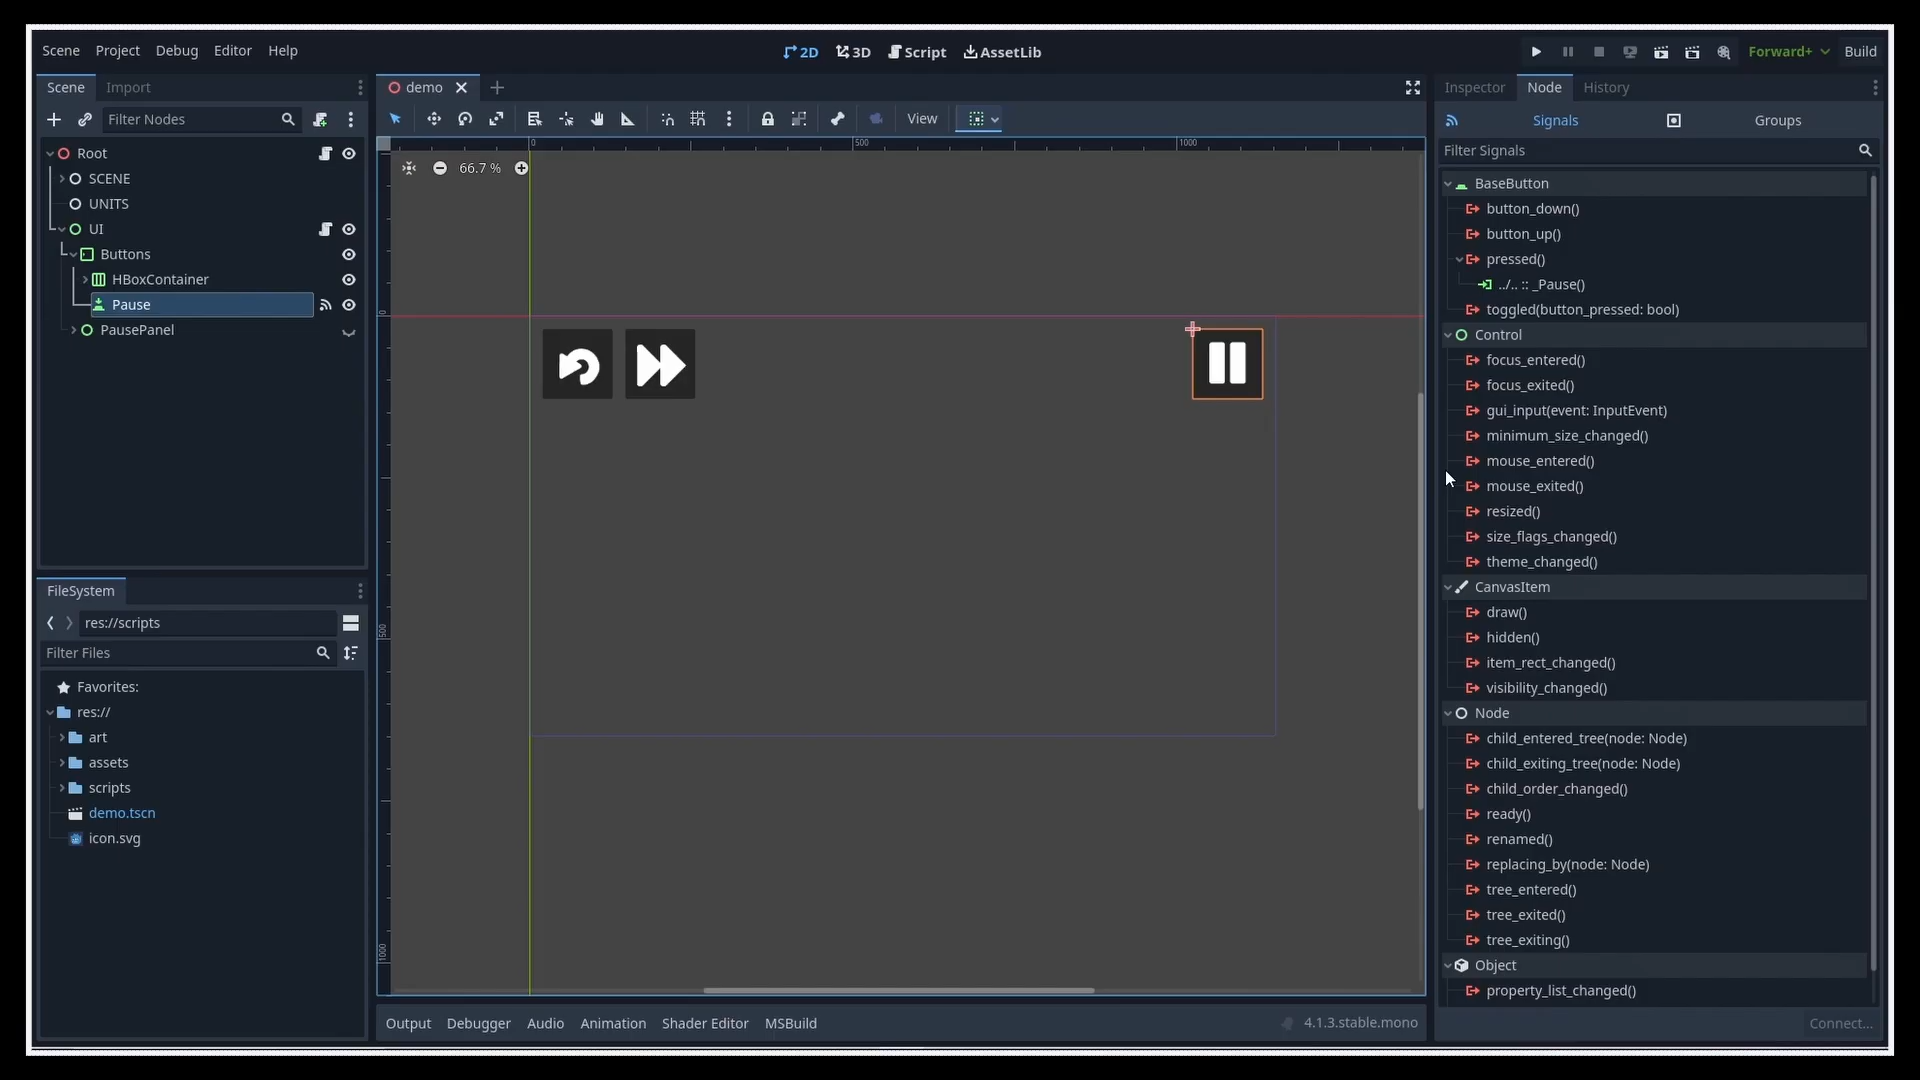 Scene Project Debug Editor Help
2D 3D Script AssetLib
Forward+ Build
Scene Import
Filter Nodes
Root
SCENE
UNITS
UI
Buttons
HBoxContainer
Pause
PausePanel
FileSystem
res://scripts
Filter Files
Favorites:
res://
art
assets
scripts
demo.tscn
icon.svg
demo
View
0 500 1000
66.7 %
0
500
1000
Output Debugger Audio Animation Shader Editor MSBuild
4.1.3.stable.mono
Inspector Node History
Signals Groups
Filter Signals
BaseButton
button_down()
button_up()
pressed()
../.. :: _Pause()
toggled(button_pressed: bool)
Control
focus_entered()
focus_exited()
gui_input(event: InputEvent)
minimum_size_changed()
mouse_entered()
mouse_exited()
resized()
size_flags_changed()
theme_changed()
CanvasItem
draw()
hidden()
item_rect_changed()
visibility_changed()
Node
child_entered_tree(node: Node)
child_exiting_tree(node: Node)
child_order_changed()
ready()
renamed()
replacing_by(node: Node)
tree_entered()
tree_exited()
tree_exiting()
Object
property_list_changed()
Connect...